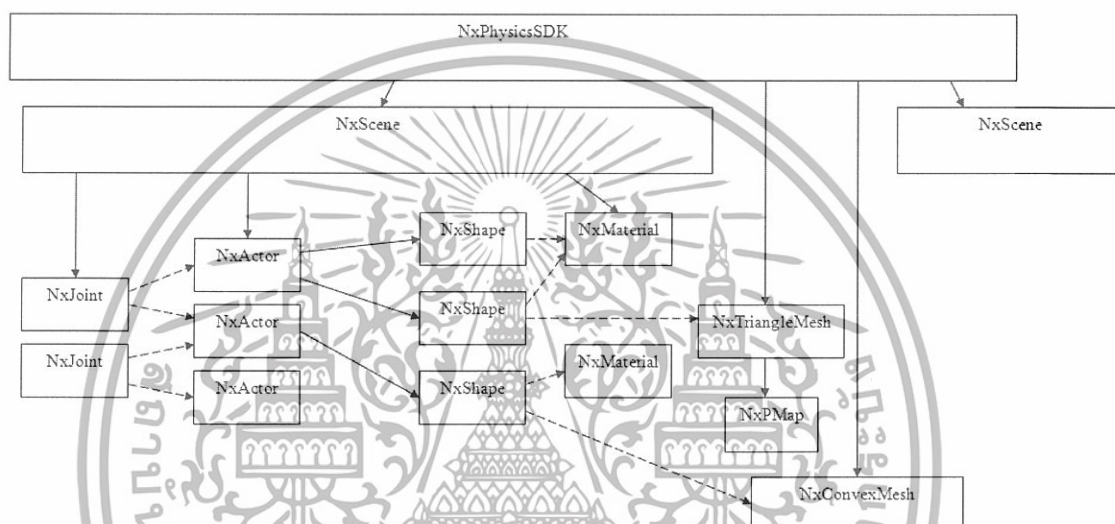 NxPhysicsSDK
NxScene
NxScene
NxShape
NxMaterial
NxActor
NxJoint
NxShape
NxActor
NxTriangleMesh
NxJoint
NxShape
NxMaterial
NxActor
NxPMap
NxConvexMesh